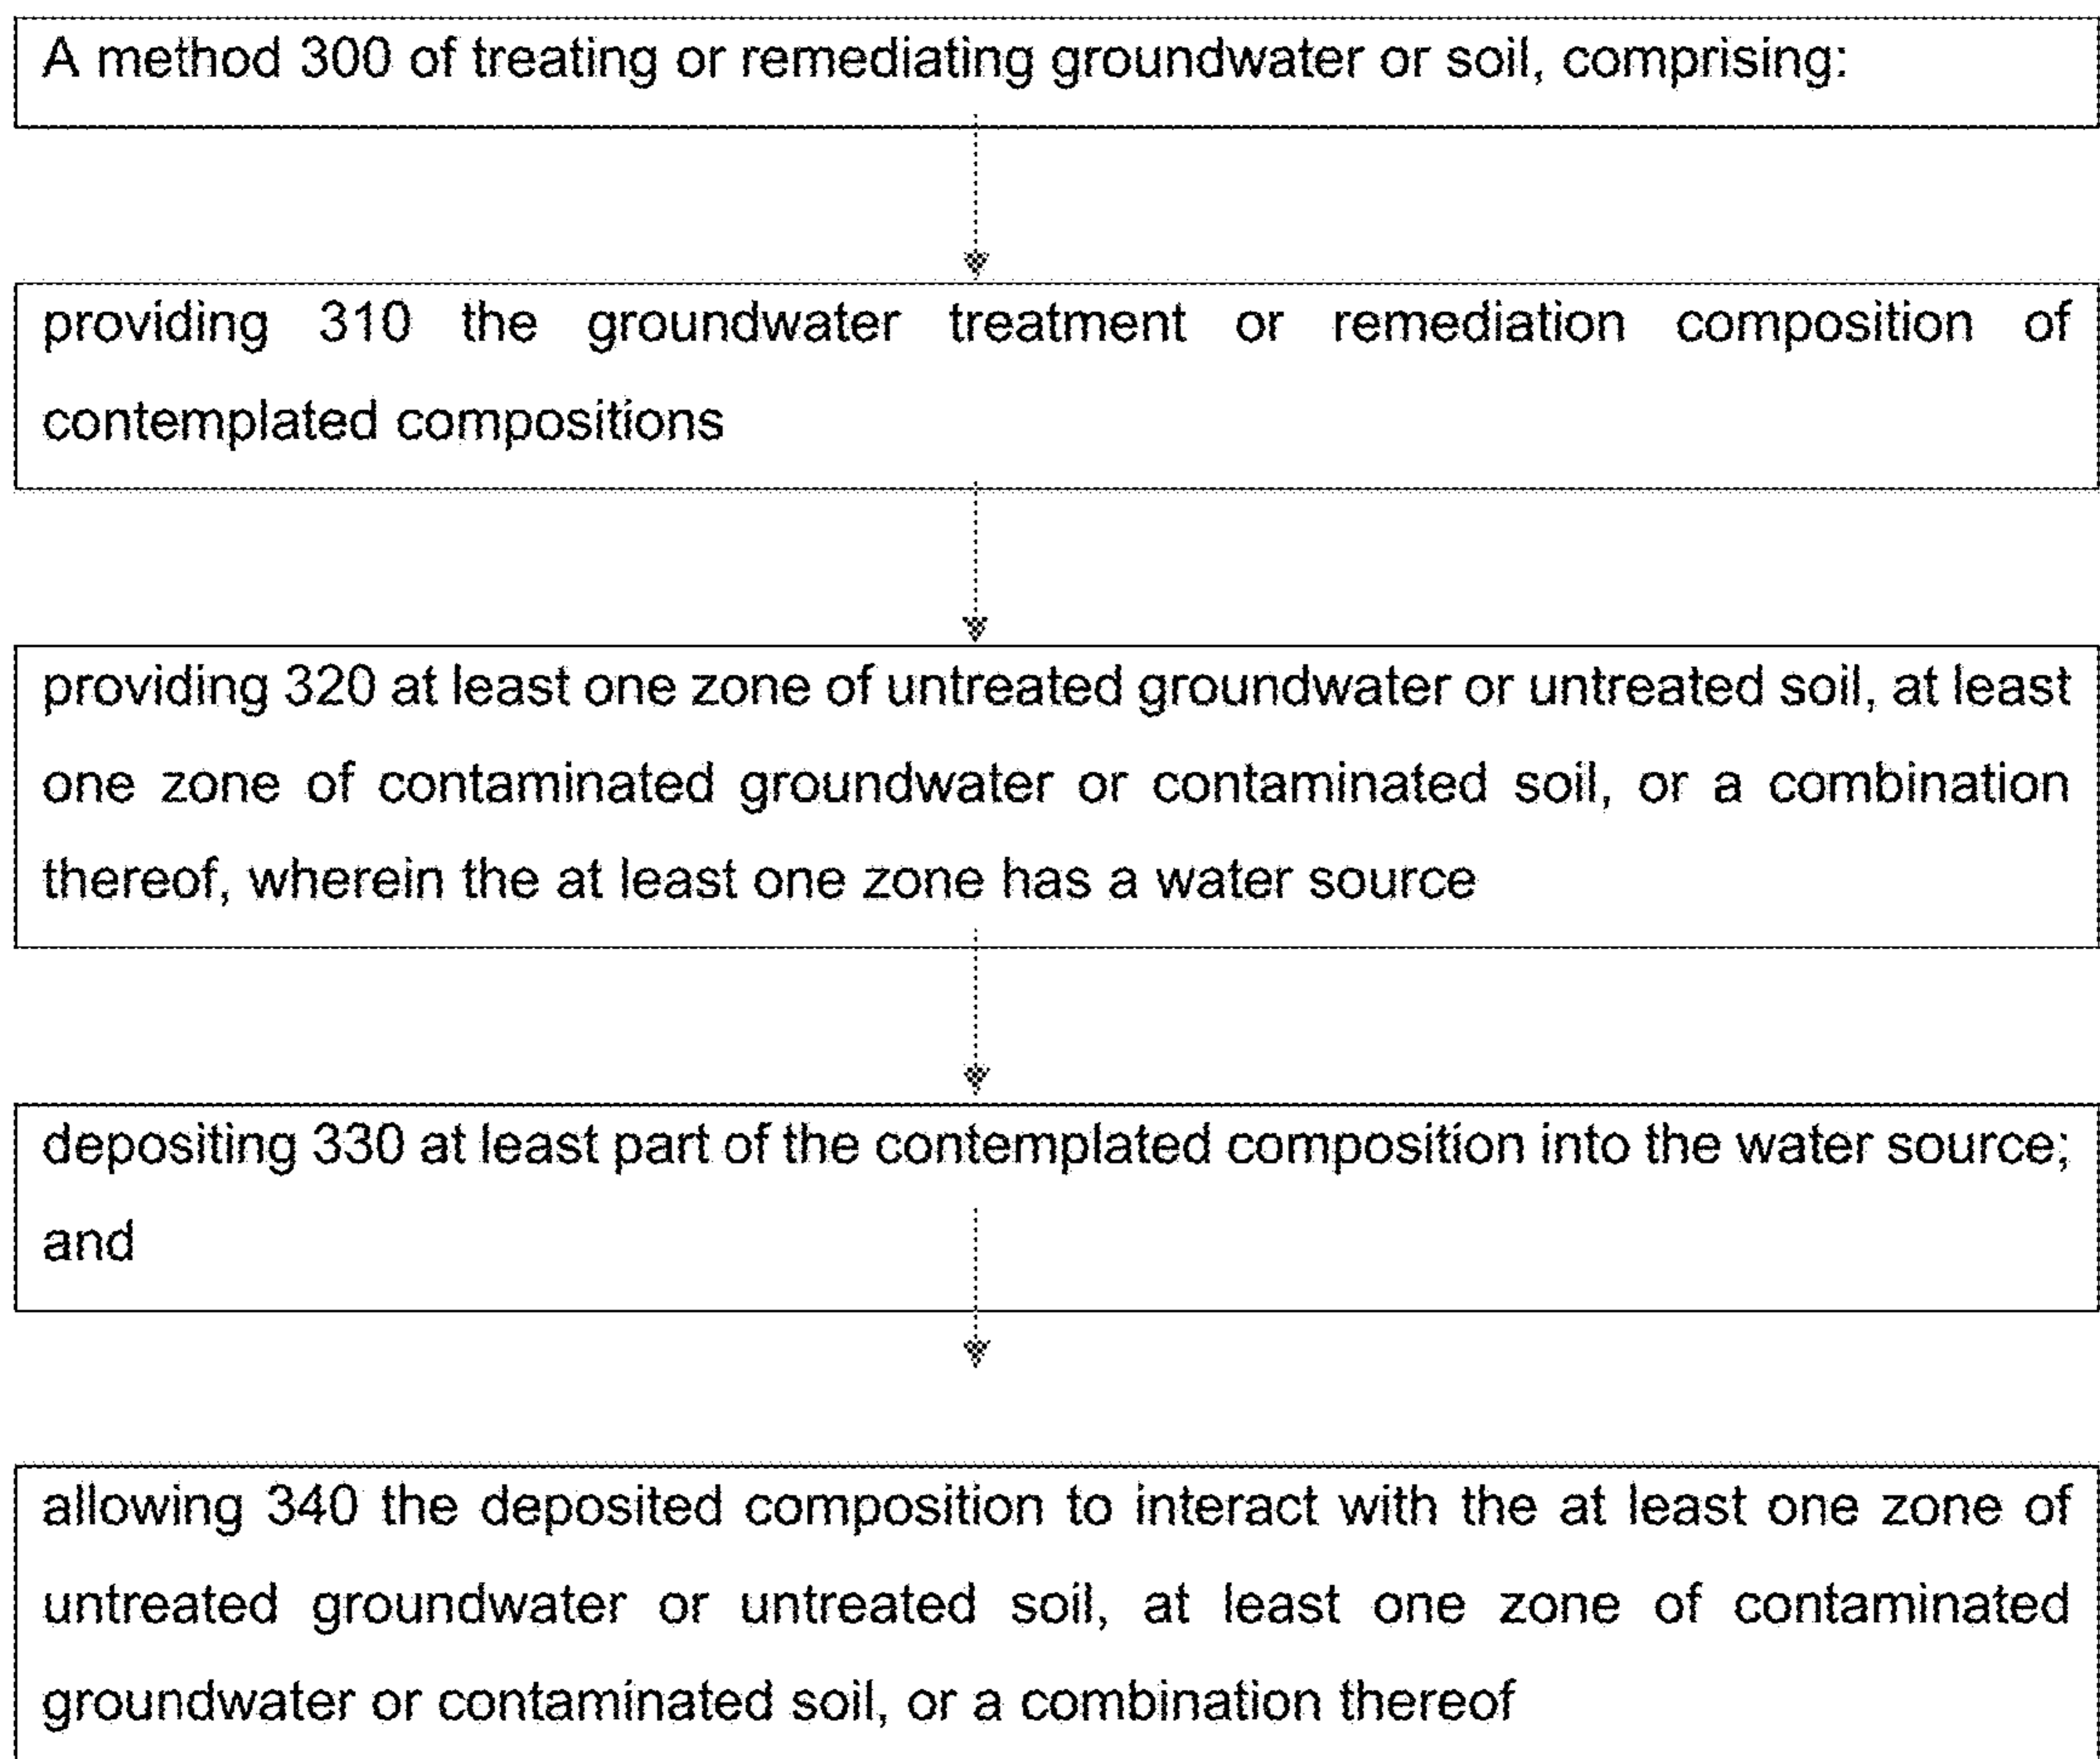 A method 300 of treating or remediating groundwater or soil, comprising:
providing 310 the groundwater treatment or remediation composition of
contemplated compositions
providing 320 at least one zone of untreated groundwater or untreated soil, at least
one zone of contaminated groundwater or contaminated soil, or a combination
thereof, wherein the at least one zone has a water source
depositing 330 at least part of the contemplated composition into the water source;
and
allowing 340 the deposited composition to interact with the at least one zone of
untreated groundwater or untreated soil, at least one zone of contaminated
groundwater or contaminated soil, or a combination thereof